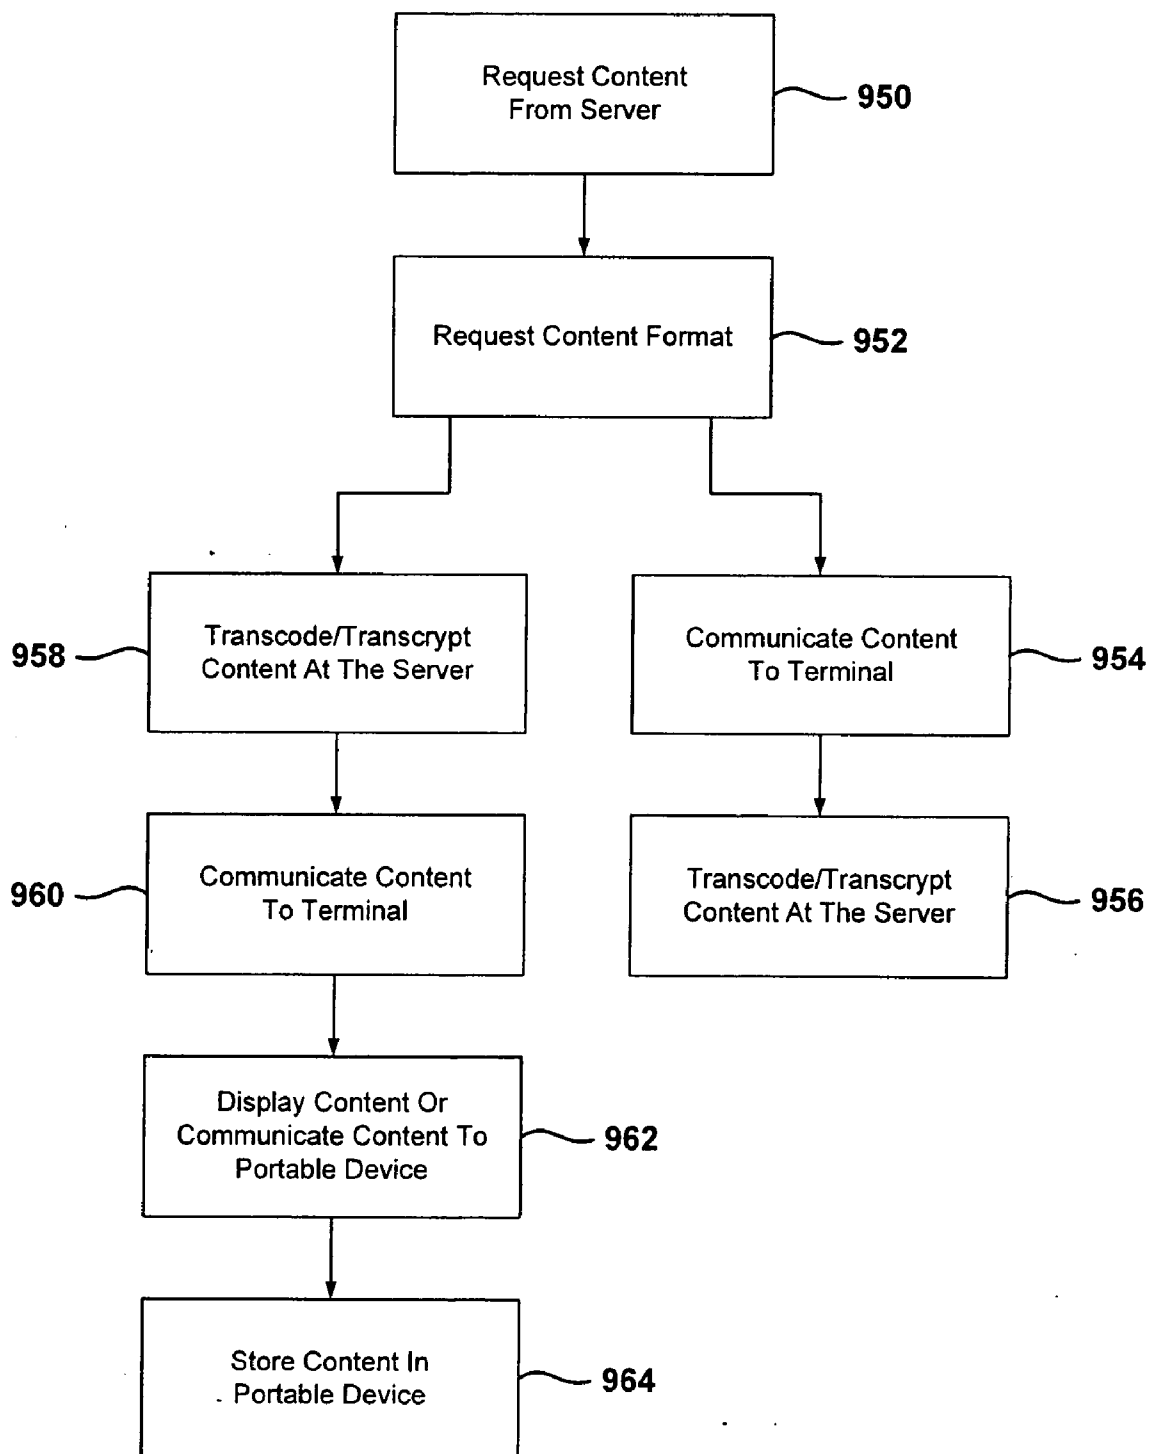 Request Content
From Server
950
Request Content Format
952
Transcode/Transcrypt
Content At The Server
958
Communicate Content
To Terminal
954
Communicate Content
To Terminal
960
Transcode/Transcrypt
Content At The Server
956
Display Content Or
Communicate Content To
Portable Device
962
Store Content In
Portable Device
964